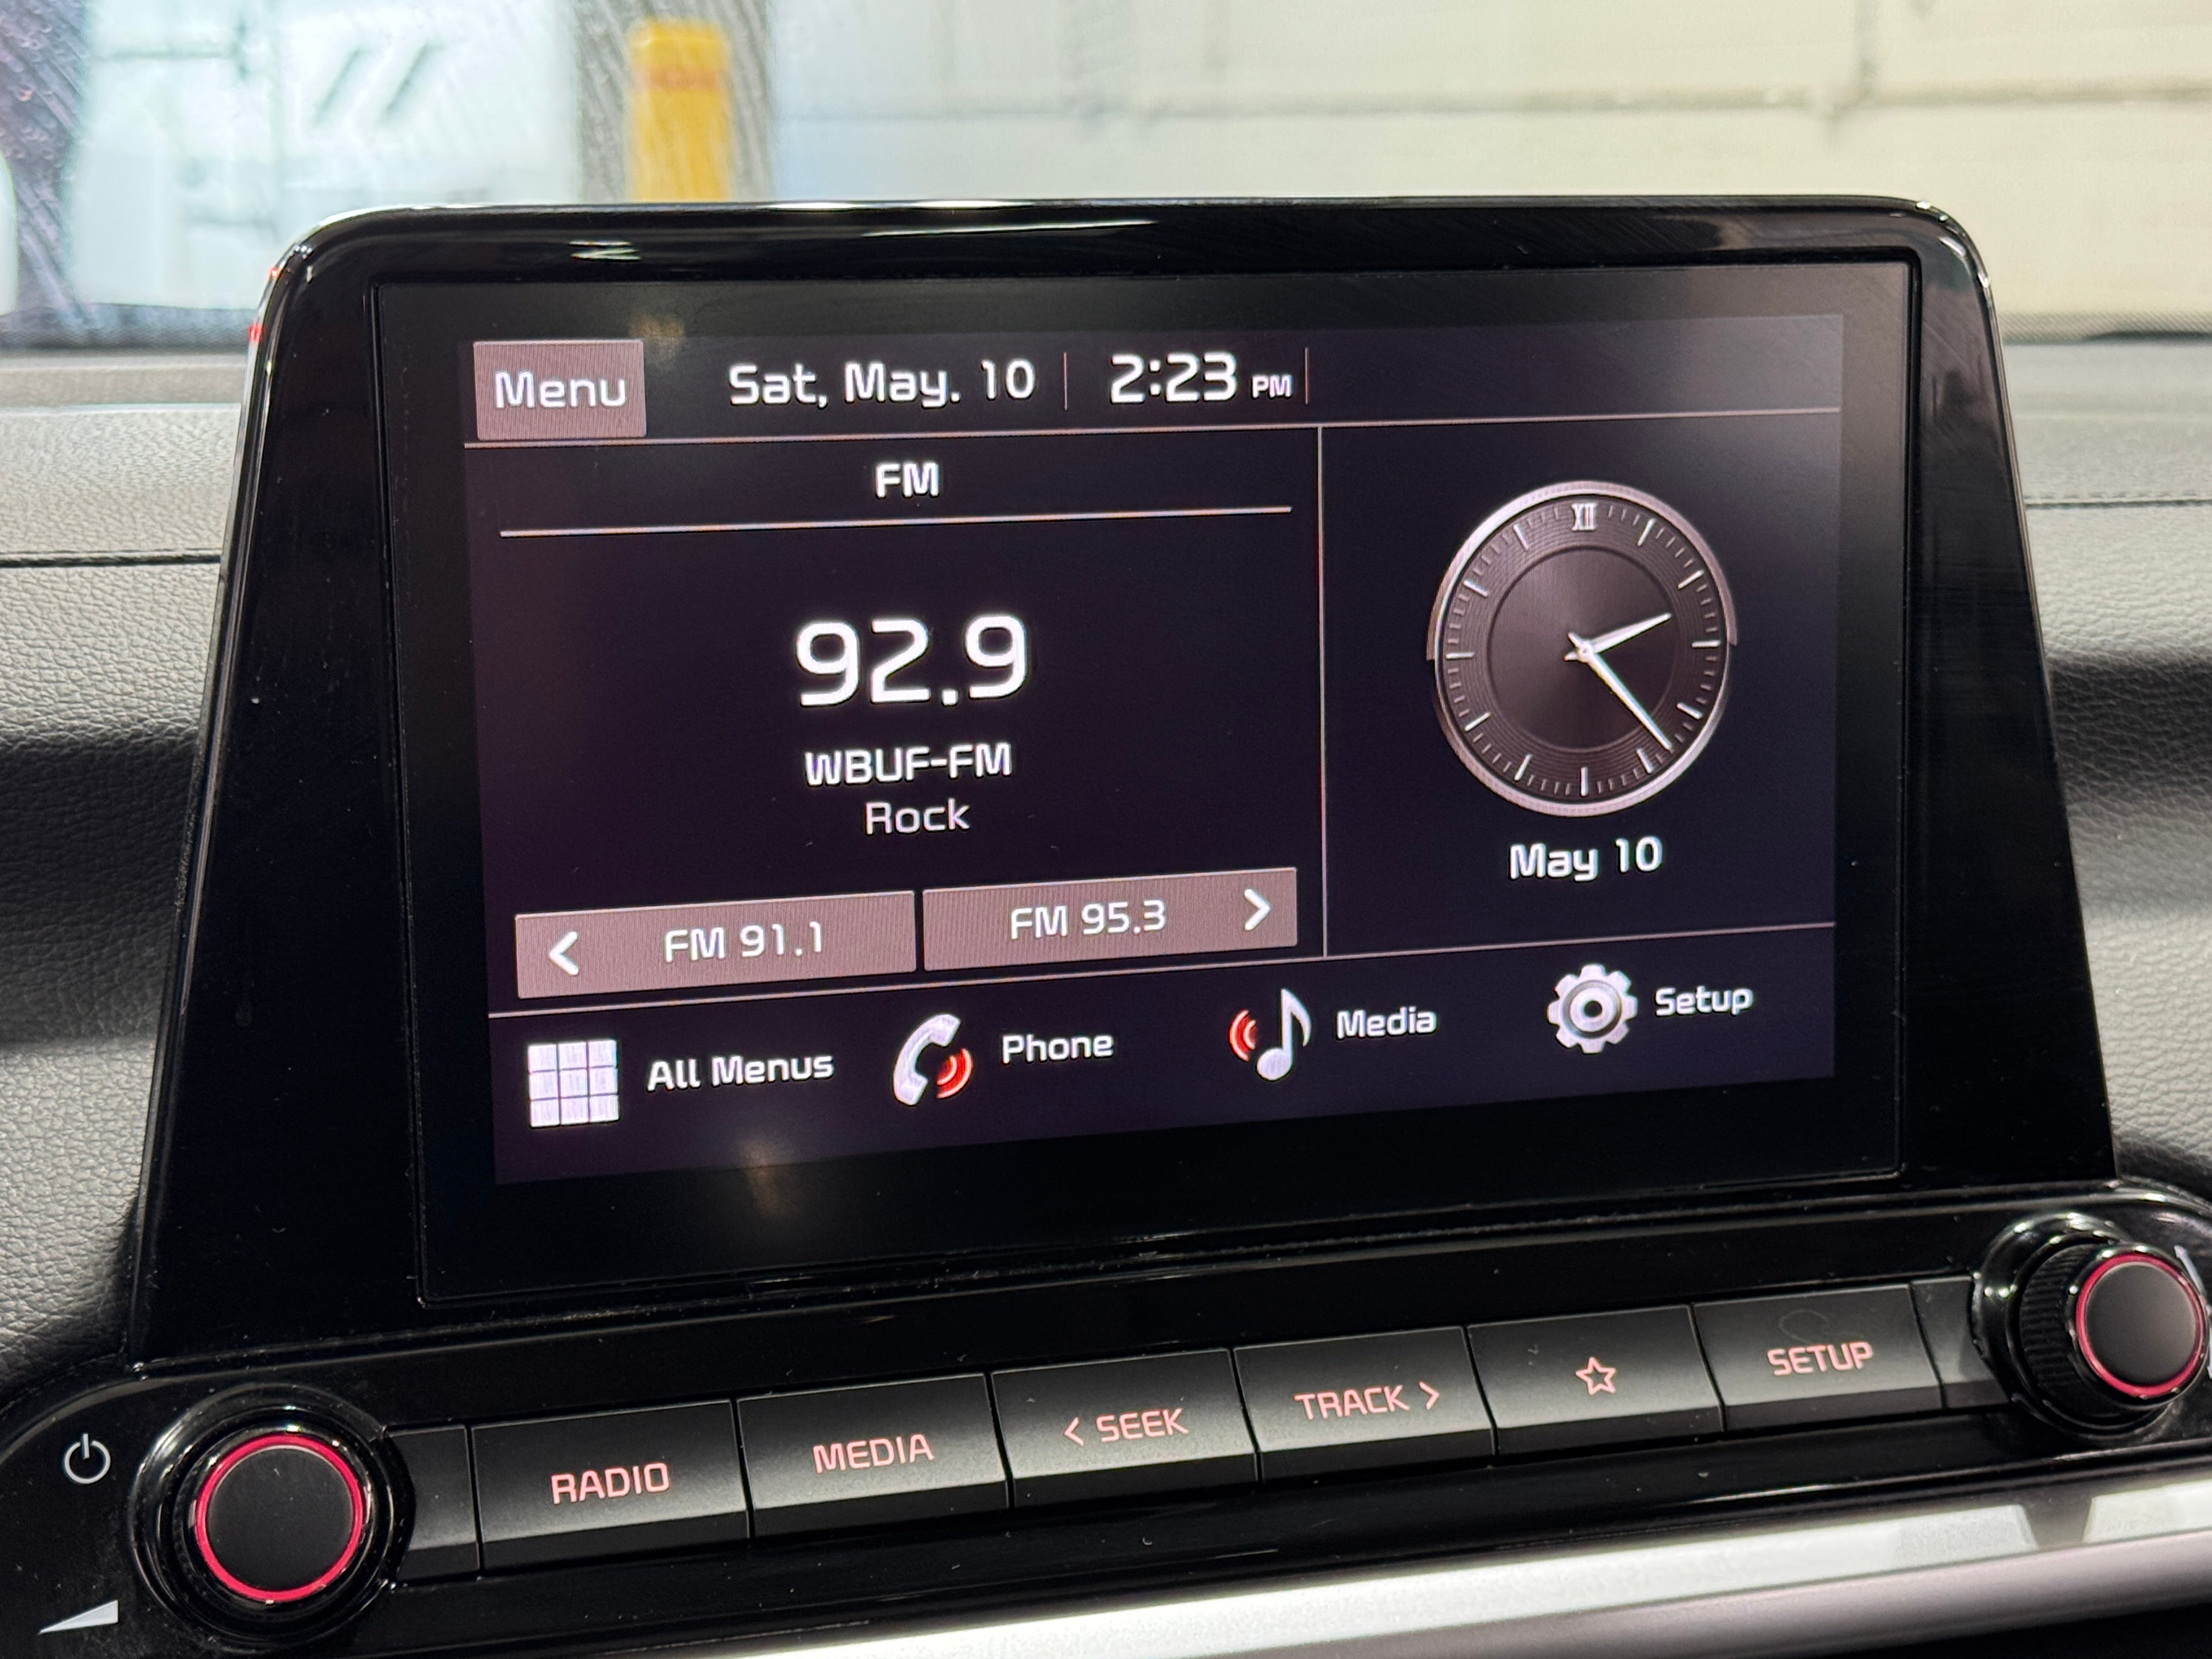 Menu
Sat, May. 10
2:23 PM
FM
92.9
WBUF-FM
Rock
FM 91.1
FM 95.3
XII
May 10
All Menus
Phone
Media
Setup
RADIO
MEDIA
< SEEK
TRACK >
SETUP